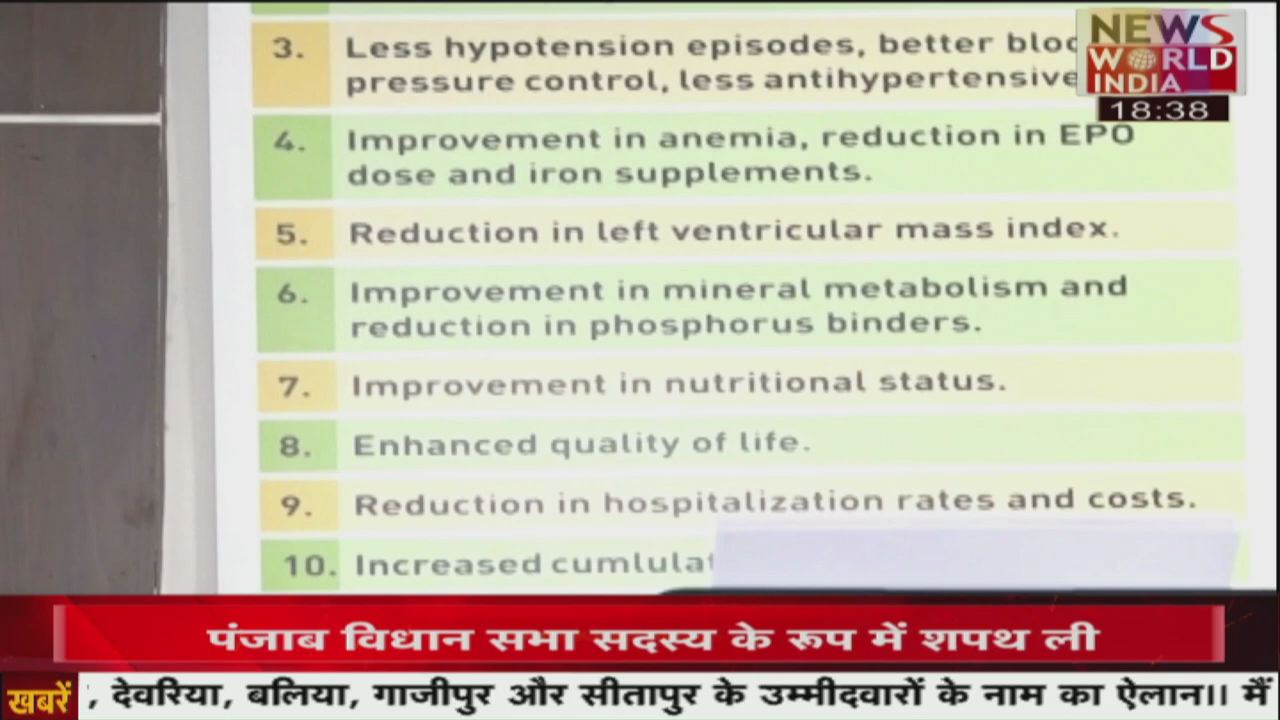 3. Less hypotension episodes, better
pressure control, less antihypertensive
4. Improvement in anemia, reduction in EPO
dose and iron supplements.
5. Reduction in left ventricular mass index.
6. Improvement in mineral metabolism and
reduction in phosphorus binders.
7. Improvement in nutritional status.
8. Enhanced quality of life.
9. Reduction in hospitalization rates and costs.
10. Increased
NEWS
WORLD
INDIA
18:38
पंजाब विधान सभा सदस्य के रूप में शपथ ली
खबरें , देवरिया, बलिया, गाजीपुर और सीतापुर के उम्मीदवारों के नाम का ऐलान।। मैं